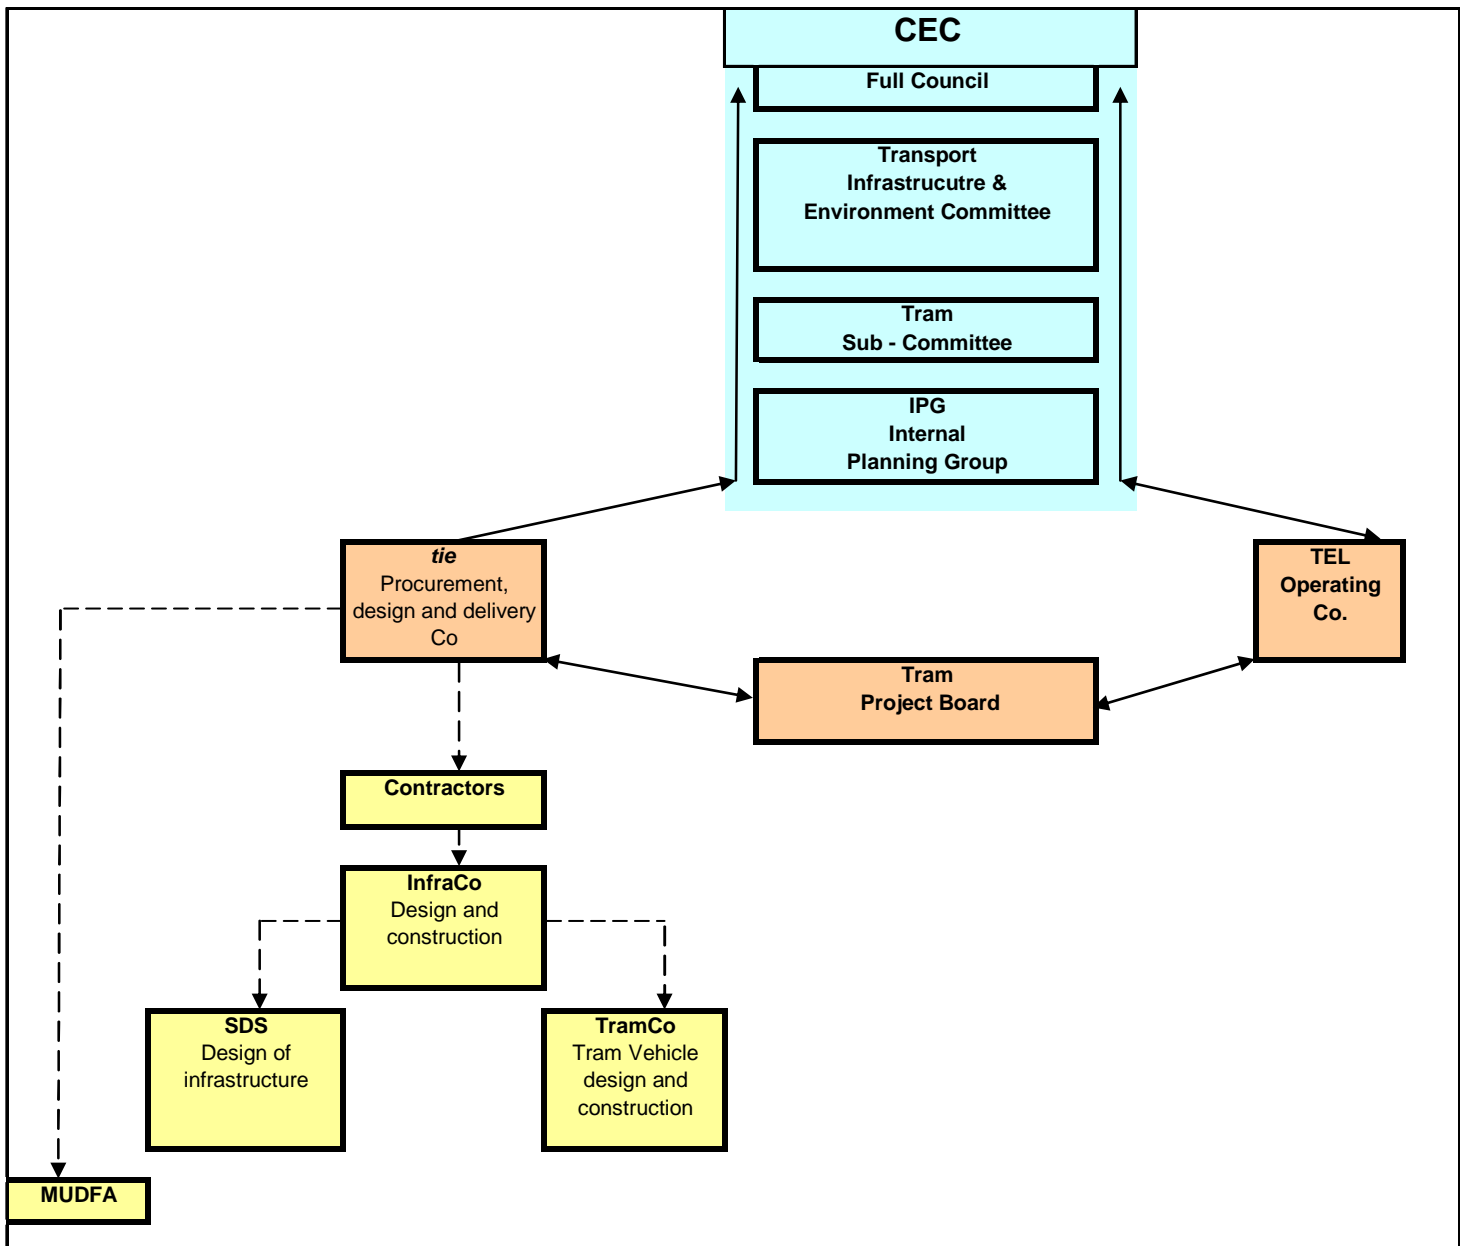 CEC
Full Council
Transport
Infrastrucutre &
Environment Committee
Tram
Sub - Committee
IPG
Internal
Planning Group
tie
Procurement,
design and delivery
Co
TEL
Operating
Co.
Tram
Project Board
Contractors
InfraCo
Design and
construction
SDS
Design of
infrastructure
TramCo
Tram Vehicle
design and
construction
MUDFA